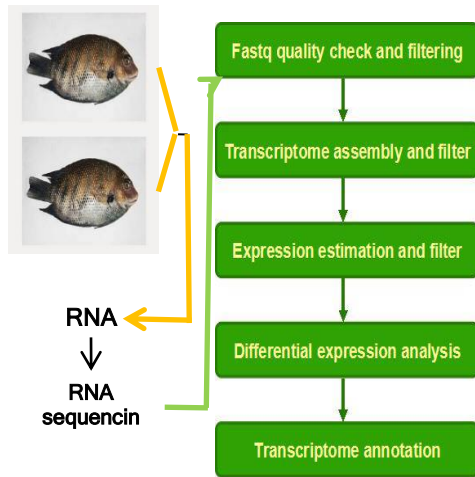 RNA
RNA
sequencin
Fastq quality check and filtering
Transcriptome assembly and filter
Expression estimation and filter
Differential expression analysis
Transcriptome annotation